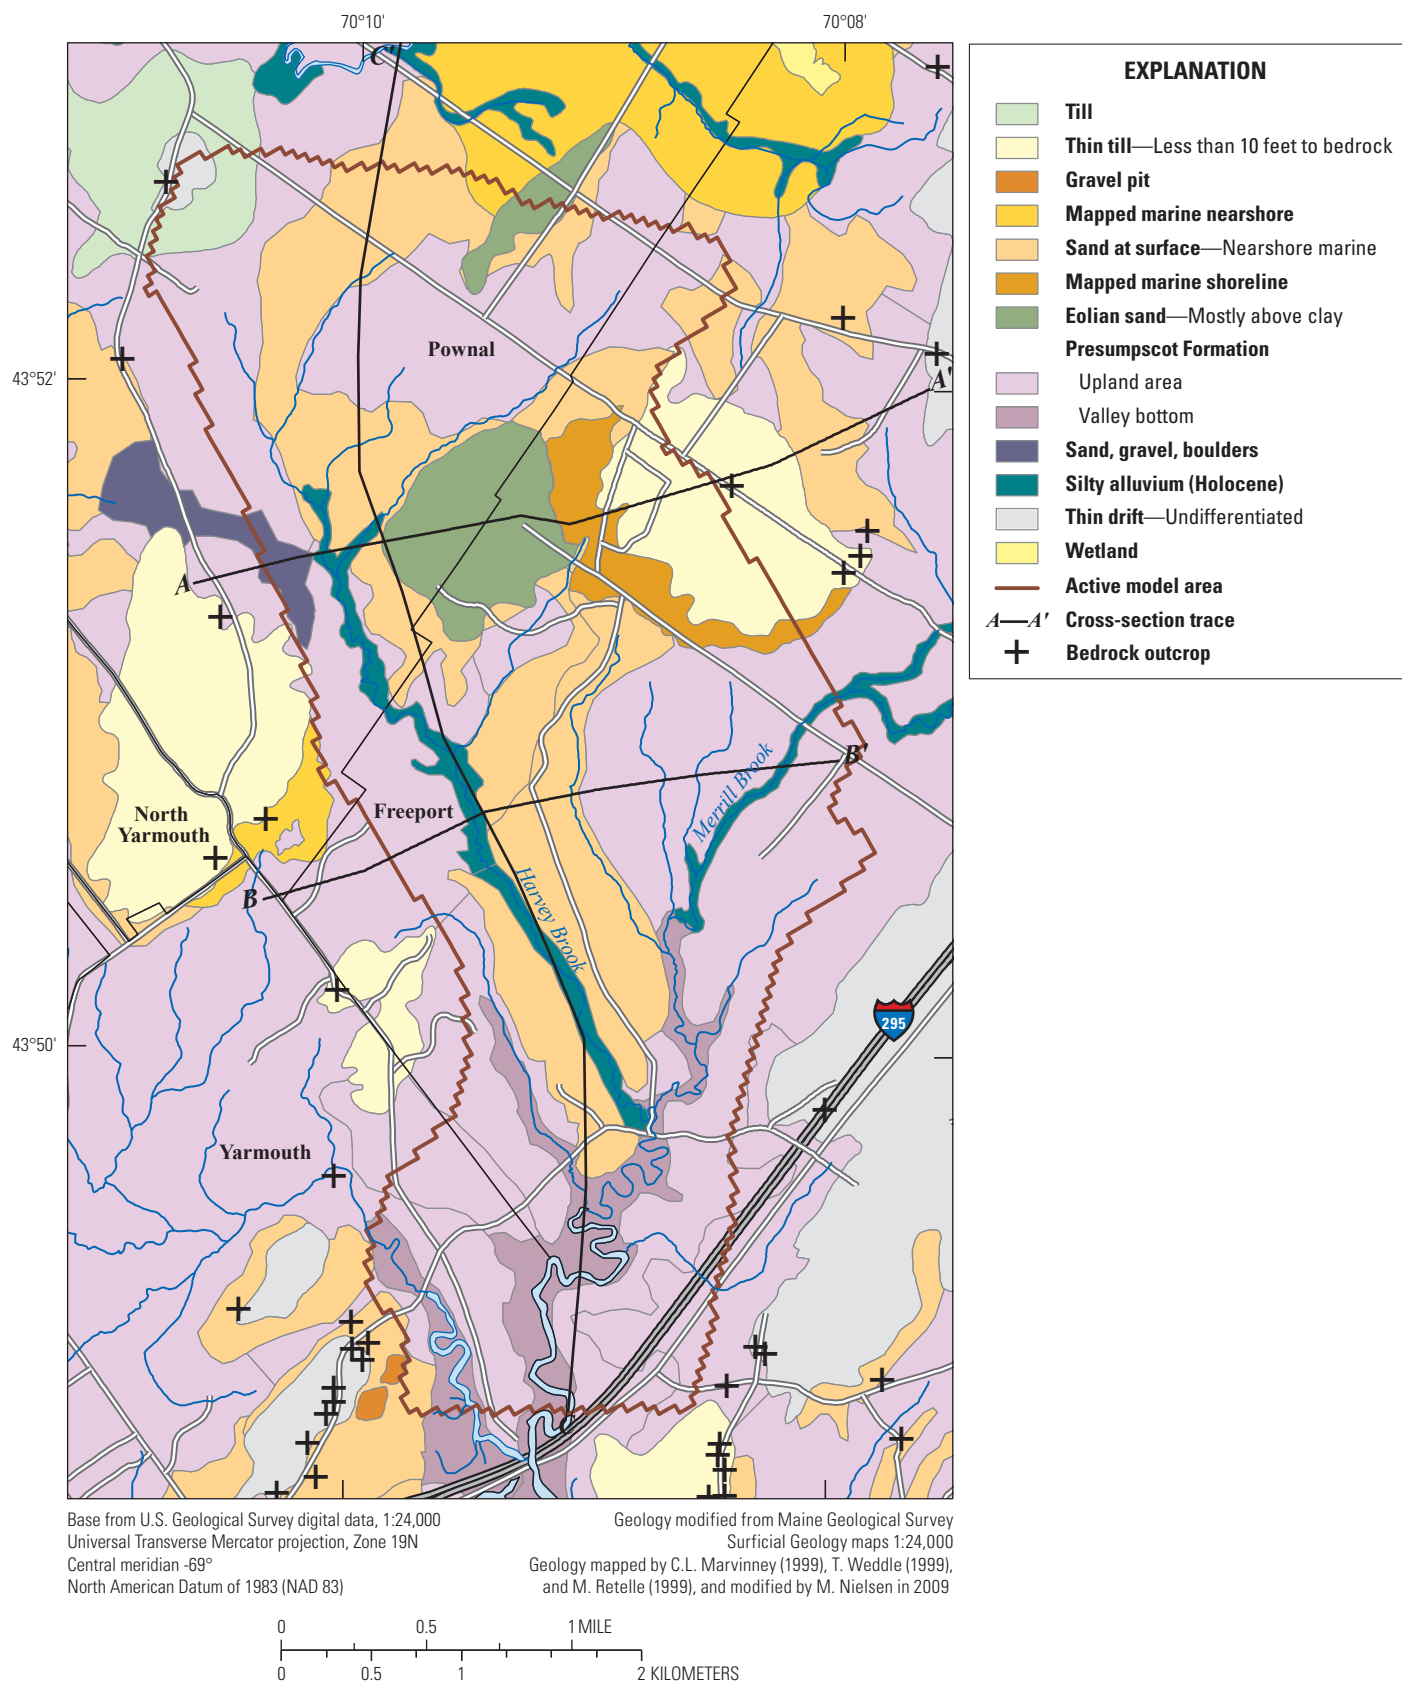 70°10'
70°08'
43°52'
43°50'
C'
Pownal
A'
A
B'
Merrill Brook
North
Yarmouth
Freeport
B
Harvey Brook
295
Yarmouth
C
EXPLANATION
Till
Thin till—Less than 10 feet to bedrock
Gravel pit
Mapped marine nearshore
Sand at surface—Nearshore marine
Mapped marine shoreline
Eolian sand—Mostly above clay
Presumpscot Formation
Upland area
Valley bottom
Sand, gravel, boulders
Silty alluvium (Holocene)
Thin drift—Undifferentiated
Wetland
Active model area
A—A' Cross-section trace
Bedrock outcrop
Base from U.S. Geological Survey digital data, 1:24,000
Universal Transverse Mercator projection, Zone 19N
Central meridian -69°
North American Datum of 1983 (NAD 83)
Geology modified from Maine Geological Survey
Surficial Geology maps 1:24,000
Geology mapped by C.L. Marvinney (1999), T. Weddle (1999),
and M. Retelle (1999), and modified by M. Nielsen in 2009
0 0.5 1 MILE
0 0.5 1 2 KILOMETERS